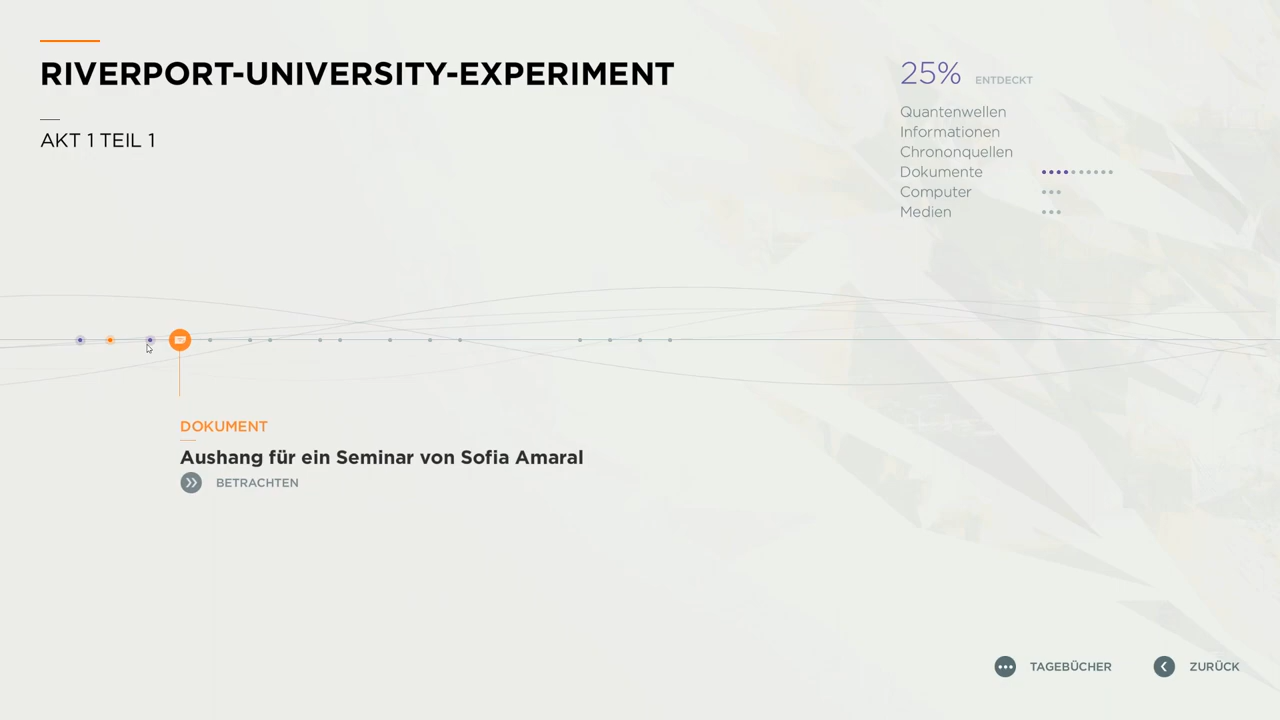 RIVERPORT-UNIVERSITY-EXPERIMENT
AKT 1 TEIL 1
25% ENTDECKT
Quantenwellen
Informationen
Chrononquellen
Dokumente
Computer
Medien
DOKUMENT
Aushang für ein Seminar von Sofia Amaral
BETRACHTEN
TAGEBÜCHER
ZURÜCK